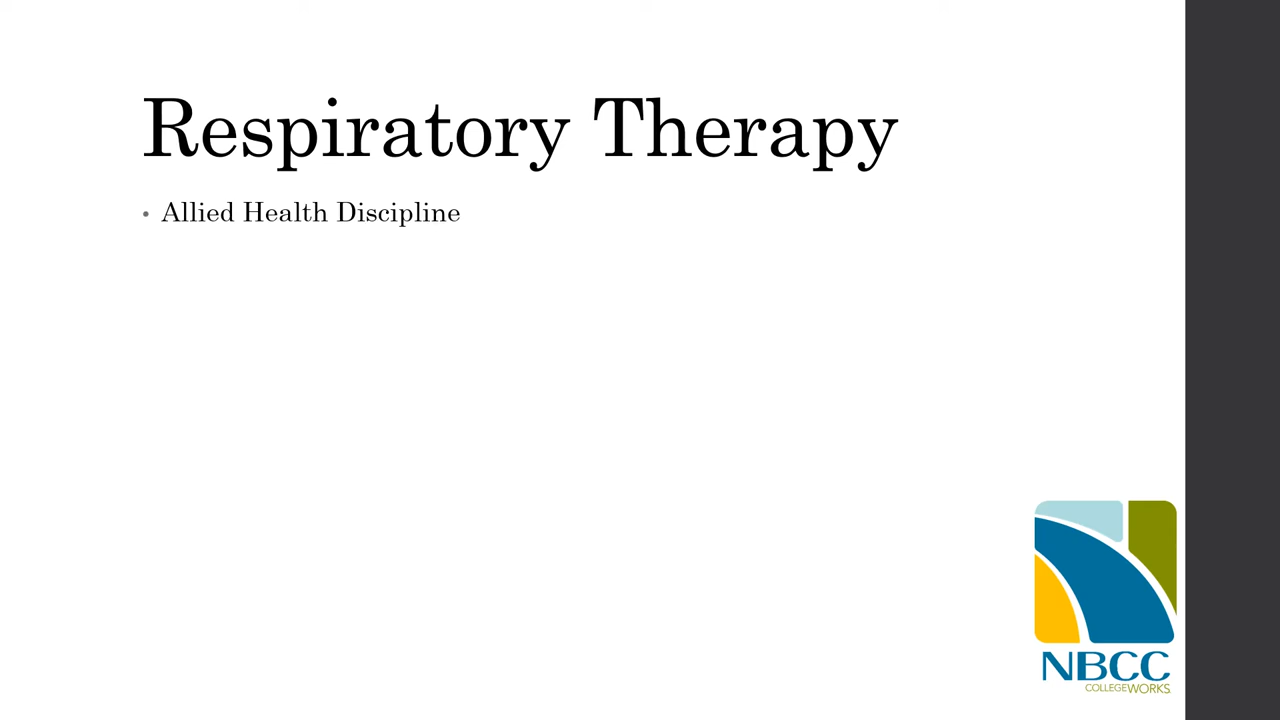 Respiratory Therapy
• Allied Health Discipline
NBCC
COLLEGEWORKS